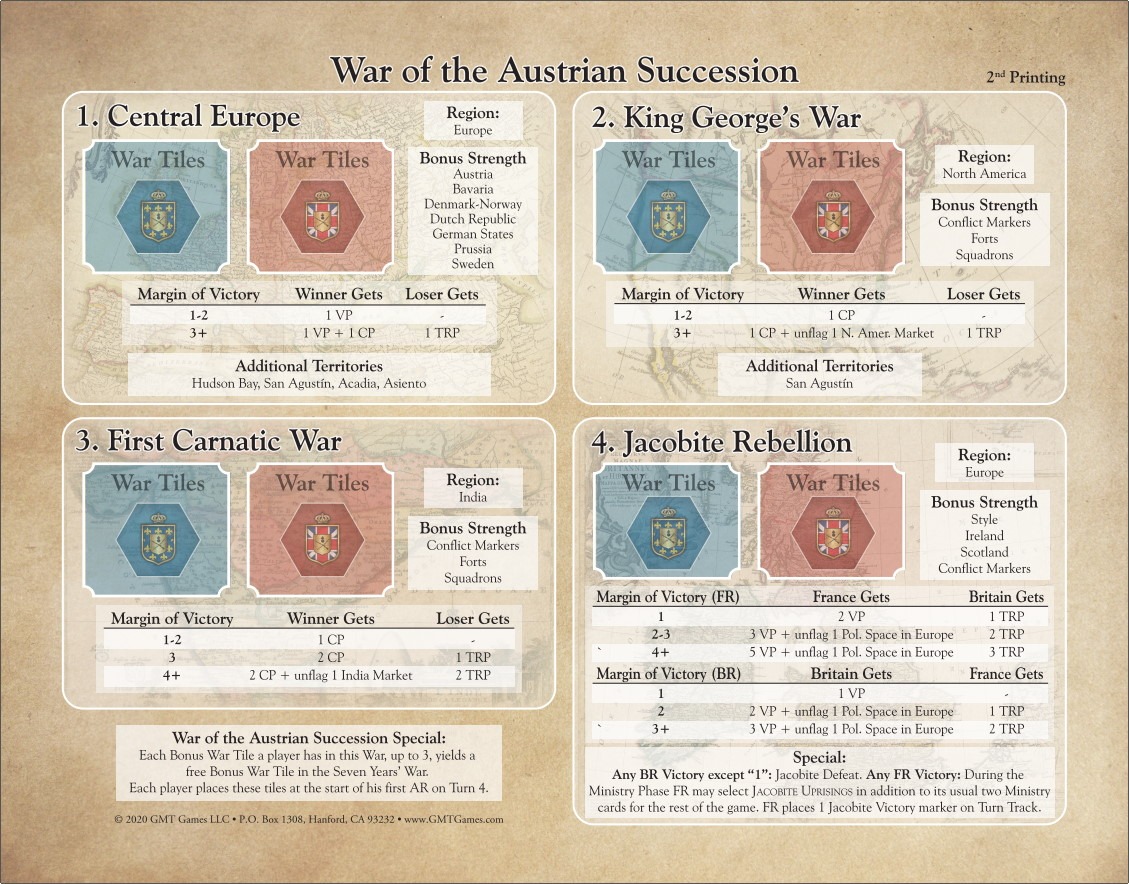 War of the Austrian Succession
2nd Printing
1. Central Europe
Region:
Europe
War Tiles
War Tiles
Bonus Strength
Austria
Bavaria
Denmark-Norway
Dutch Republic
German States
Prussia
Sweden
Margin of Victory Winner Gets Loser Gets
1-2 1 VP -
3+ 1 VP + 1 CP 1 TRP
Additional Territories
Hudson Bay, San Agustín, Acadia, Asiento
2. King George's War
War Tiles
War Tiles
Region:
North America
Bonus Strength
Conflict Markers
Forts
Squadrons
Margin of Victory Winner Gets Loser Gets
1-2 1 CP -
3+ 1 CP + unflag 1 N. Amer. Market 1 TRP
Additional Territories
San Agustín
3. First Carnatic War
War Tiles
War Tiles
Region:
India
Bonus Strength
Conflict Markers
Forts
Squadrons
Margin of Victory Winner Gets Loser Gets
1-2 1 CP -
3 2 CP 1 TRP
4+ 2 CP + unflag 1 India Market 2 TRP
4. Jacobite Rebellion
War Tiles
War Tiles
Region:
Europe
Bonus Strength
Style
Ireland
Scotland
Conflict Markers
Margin of Victory (FR) France Gets Britain Gets
1 2 VP 1 TRP
2-3 3 VP + unflag 1 Pol. Space in Europe 2 TRP
` 4+ 5 VP + unflag 1 Pol. Space in Europe 3 TRP
Margin of Victory (BR) Britain Gets France Gets
1 1 VP -
2 2 VP + unflag 1 Pol. Space in Europe 1 TRP
` 3+ 3 VP + unflag 1 Pol. Space in Europe 2 TRP
Special:
Any BR Victory except “1”: Jacobite Defeat. Any FR Victory: During the
Ministry Phase FR may select JACOBITE UPRISINGS in addition to its usual two Ministry
cards for the rest of the game. FR places 1 Jacobite Victory marker on Turn Track.
War of the Austrian Succession Special:
Each Bonus War Tile a player has in this War, up to 3, yields a
free Bonus War Tile in the Seven Years' War.
Each player places these tiles at the start of his first AR on Turn 4.
© 2020 GMT Games LLC • P.O. Box 1308, Hanford, CA 93232 • www.GMTGames.com